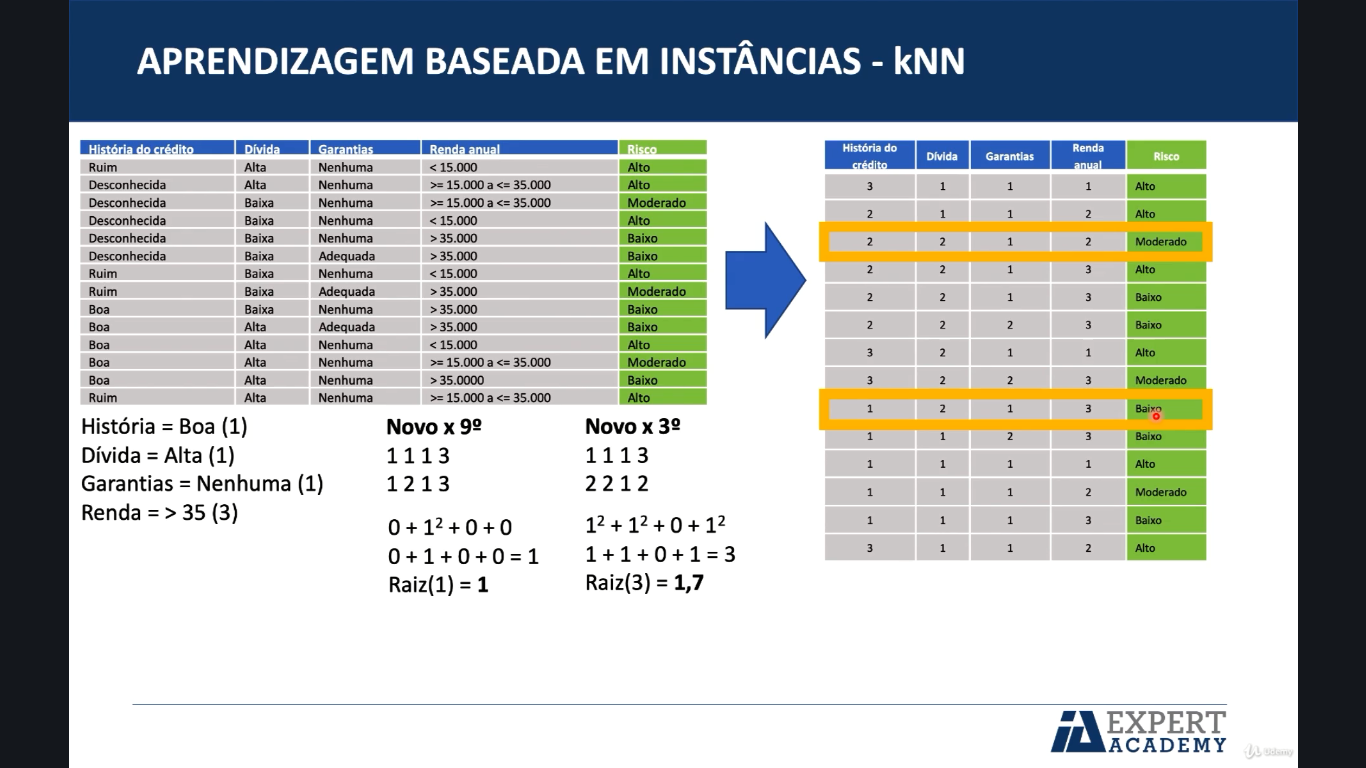 APRENDIZAGEM BASEADA EM INSTÂNCIAS - kNN
História do crédito Dívida Garantias Renda anual Risco
Ruim Alta Nenhuma < 15.000 Alto
Desconhecida Alta Nenhuma >= 15.000 a <= 35.000 Alto
Desconhecida Baixa Nenhuma >= 15.000 a <= 35.000 Moderado
Desconhecida Baixa Nenhuma < 15.000 Alto
Desconhecida Baixa Nenhuma > 35.000 Baixo
Desconhecida Baixa Adequada > 35.000 Baixo
Ruim Baixa Nenhuma < 15.000 Alto
Ruim Baixa Adequada > 35.000 Moderado
Boa Baixa Nenhuma > 35.000 Baixo
Boa Alta Adequada > 35.000 Baixo
Boa Alta Nenhuma < 15.000 Alto
Boa Alta Nenhuma >= 15.000 a <= 35.000 Moderado
Boa Alta Nenhuma > 35.0000 Baixo
Ruim Alta Nenhuma >= 15.000 a <= 35.000 Alto
História do
crédito Dívida Garantias Renda
anual Risco
3 1 1 1 Alto
2 1 1 2 Alto
2 2 1 2 Moderado
2 2 1 3 Alto
2 2 1 3 Baixo
2 2 2 3 Baixo
3 2 1 1 Alto
3 2 2 3 Moderado
1 2 1 3 Baixo
1 1 2 3 Baixo
1 1 1 1 Alto
1 1 1 2 Moderado
1 1 1 3 Baixo
3 1 1 2 Alto
História = Boa (1)
Dívida = Alta (1)
Garantias = Nenhuma (1)
Renda = > 35 (3)
Novo x 9º
1 1 1 3
1 2 1 3
0 + 1² + 0 + 0
0 + 1 + 0 + 0 = 1
Raiz(1) = 1
Novo x 3º
1 1 1 3
2 2 1 2
1² + 1² + 0 + 1²
1 + 1 + 0 + 1 = 3
Raiz(3) = 1,7
IA EXPERT
ACADEMY
Udemy